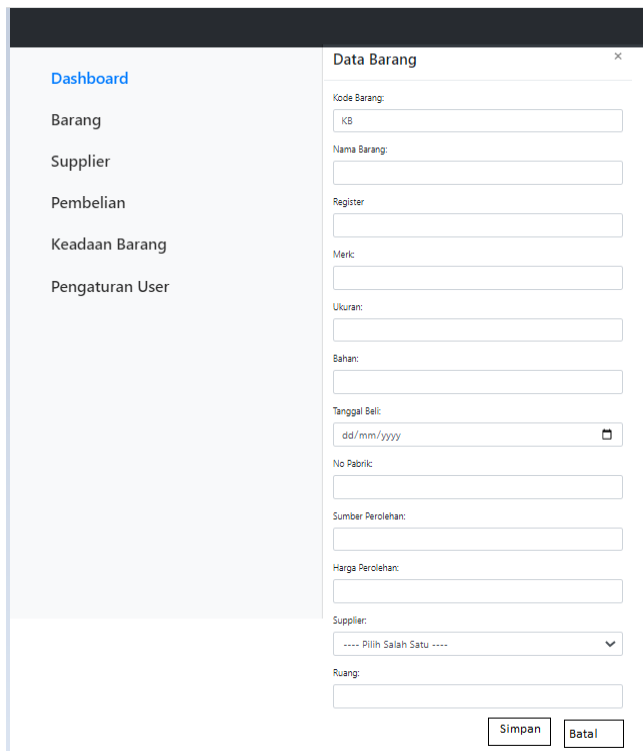 Dashboard
Barang
Supplier
Pembelian
Keadaan Barang
Pengaturan User
Data Barang
×
Kode Barang:
KB
Nama Barang:
Register
Merk:
Ukuran:
Bahan:
Tanggal Beli:
dd/mm/yyyy
No Pabrik:
Sumber Perolehan:
Harga Perolehan:
Supplier:
---- Pilih Salah Satu ----
Ruang:
Simpan
Batal